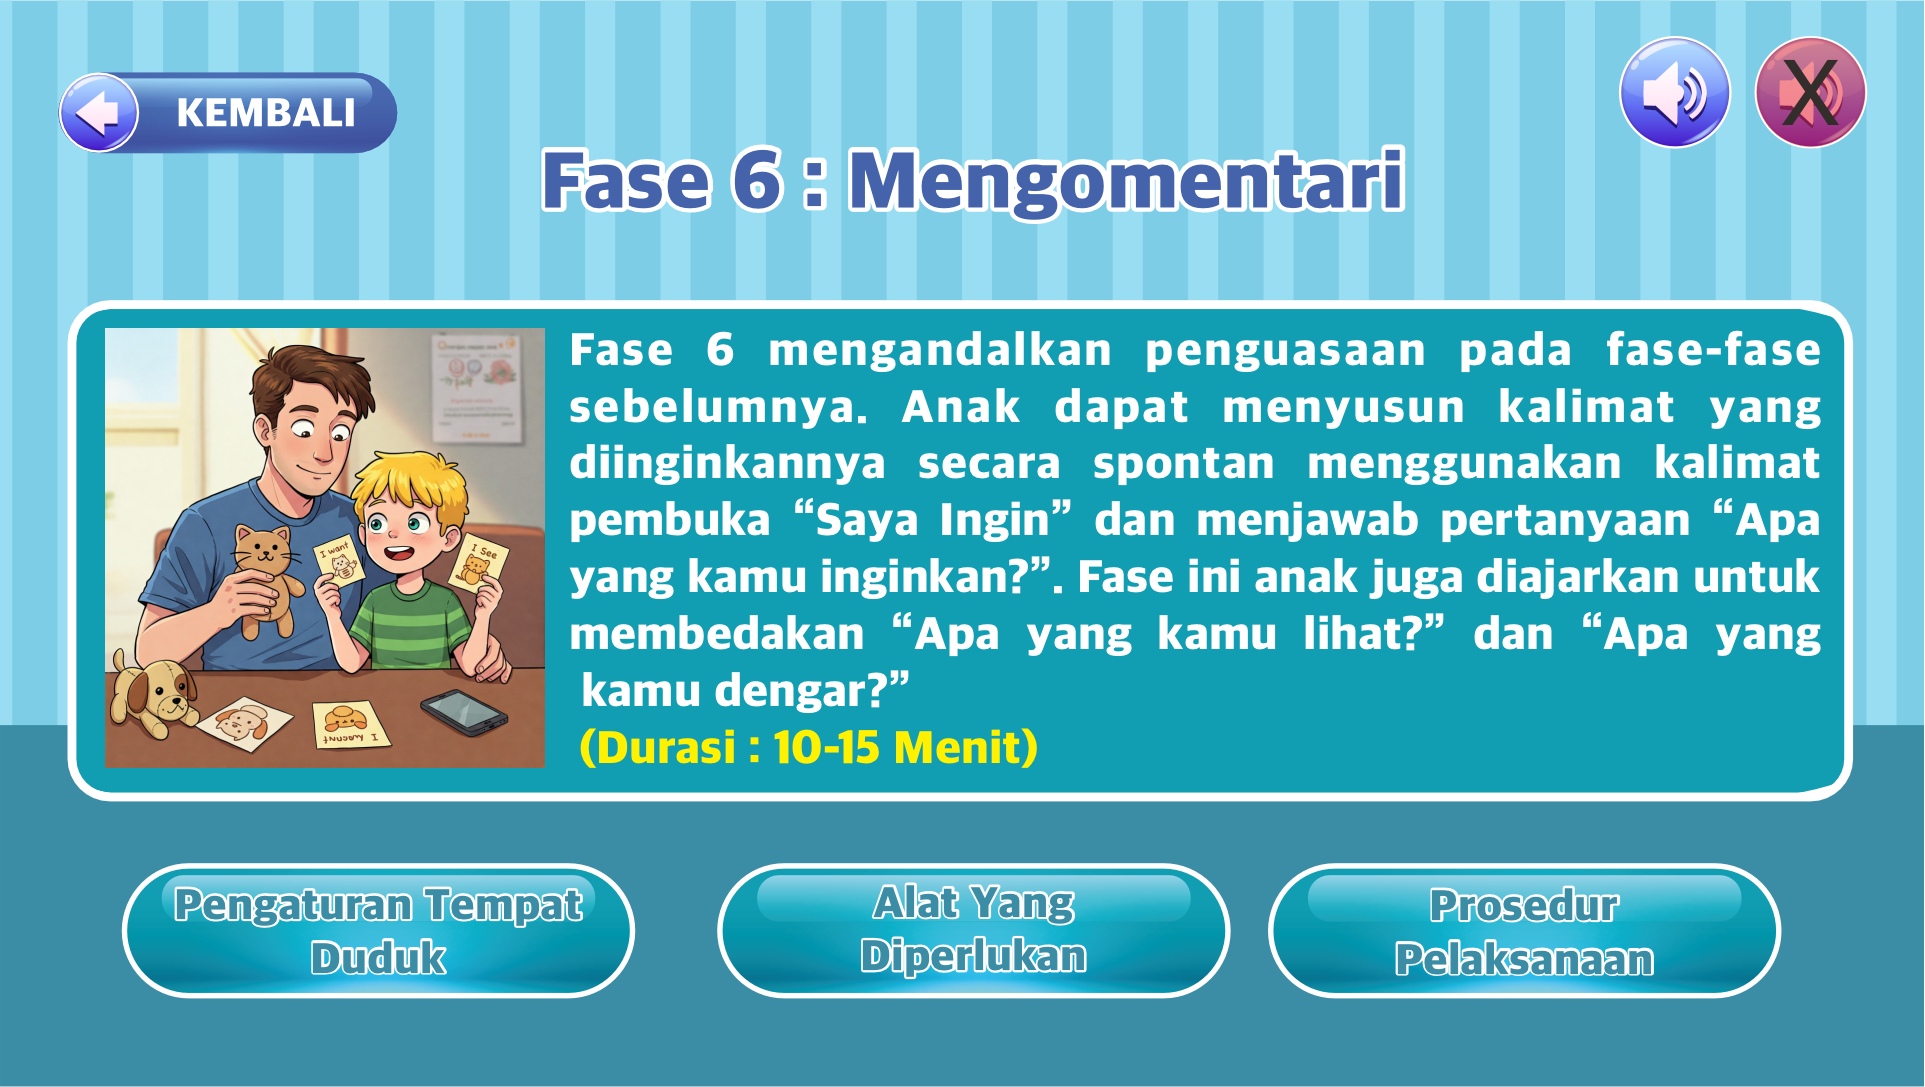 KEMBALI
X
Fase 6 : Mengomentari
Fase 6 mengandalkan penguasaan pada fase-fase
sebelumnya. Anak dapat menyusun kalimat yang
diinginkannya secara spontan menggunakan kalimat
pembuka “Saya Ingin” dan menjawab pertanyaan “Apa
yang kamu inginkan?”. Fase ini anak juga diajarkan untuk
membedakan “Apa yang kamu lihat?” dan “Apa yang
kamu dengar?”
(Durasi : 10-15 Menit)
I want
I See
Pengaturan Tempat
Duduk
Alat Yang
Diperlukan
Prosedur
Pelaksanaan